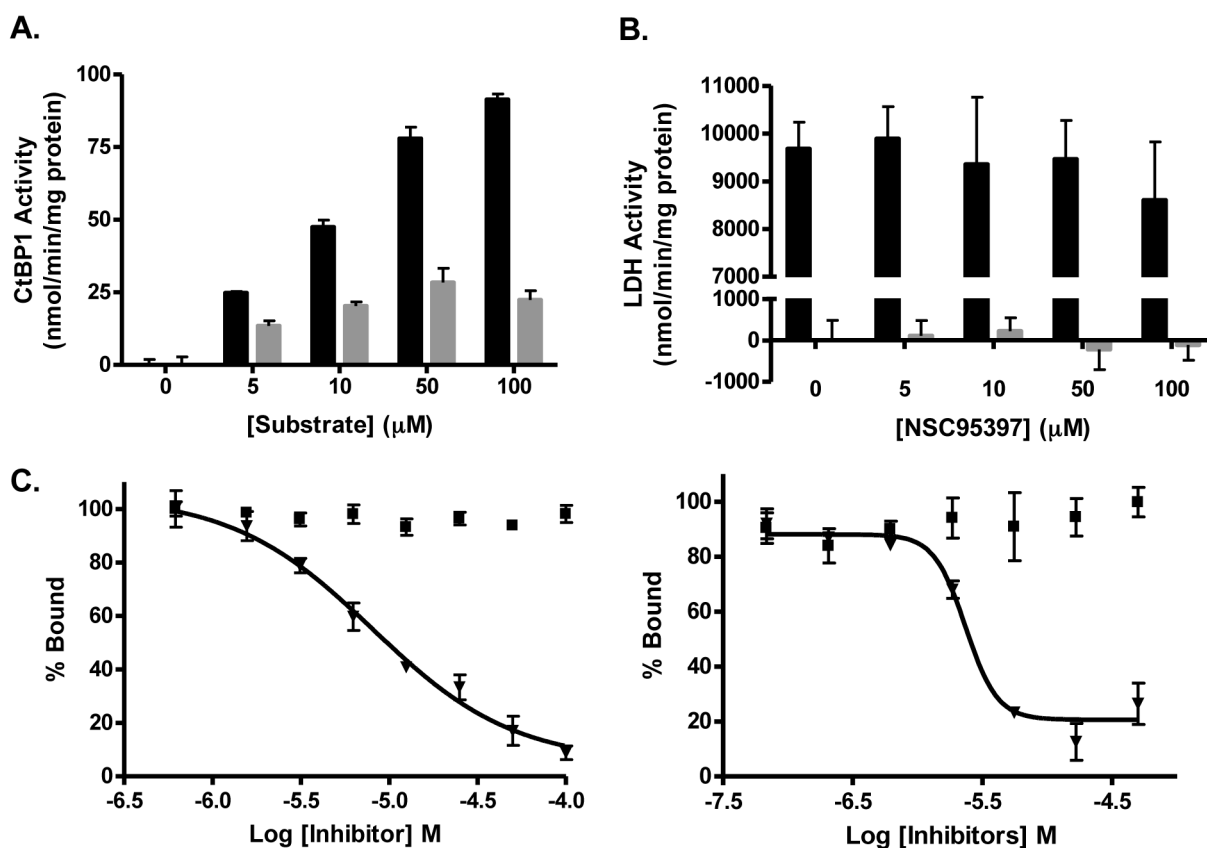 A.
CtBP1 Activity
(nmol/min/mg protein)
100
75
50
25
0
0 5 10 50 100
[Substrate] (μM)
B.
LDH Activity
(nmol/min/mg protein)
11000
10000
9000
8000
7000
1000
0
-1000
0 5 10 50 100
[NSC95397] (μM)
C.
% Bound
100
80
60
40
20
0
-6.5 -6.0 -5.5 -5.0 -4.5 -4.0
Log [Inhibitor] M
% Bound
100
80
60
40
20
0
-7.5 -6.5 -5.5 -4.5
Log [Inhibitors] M